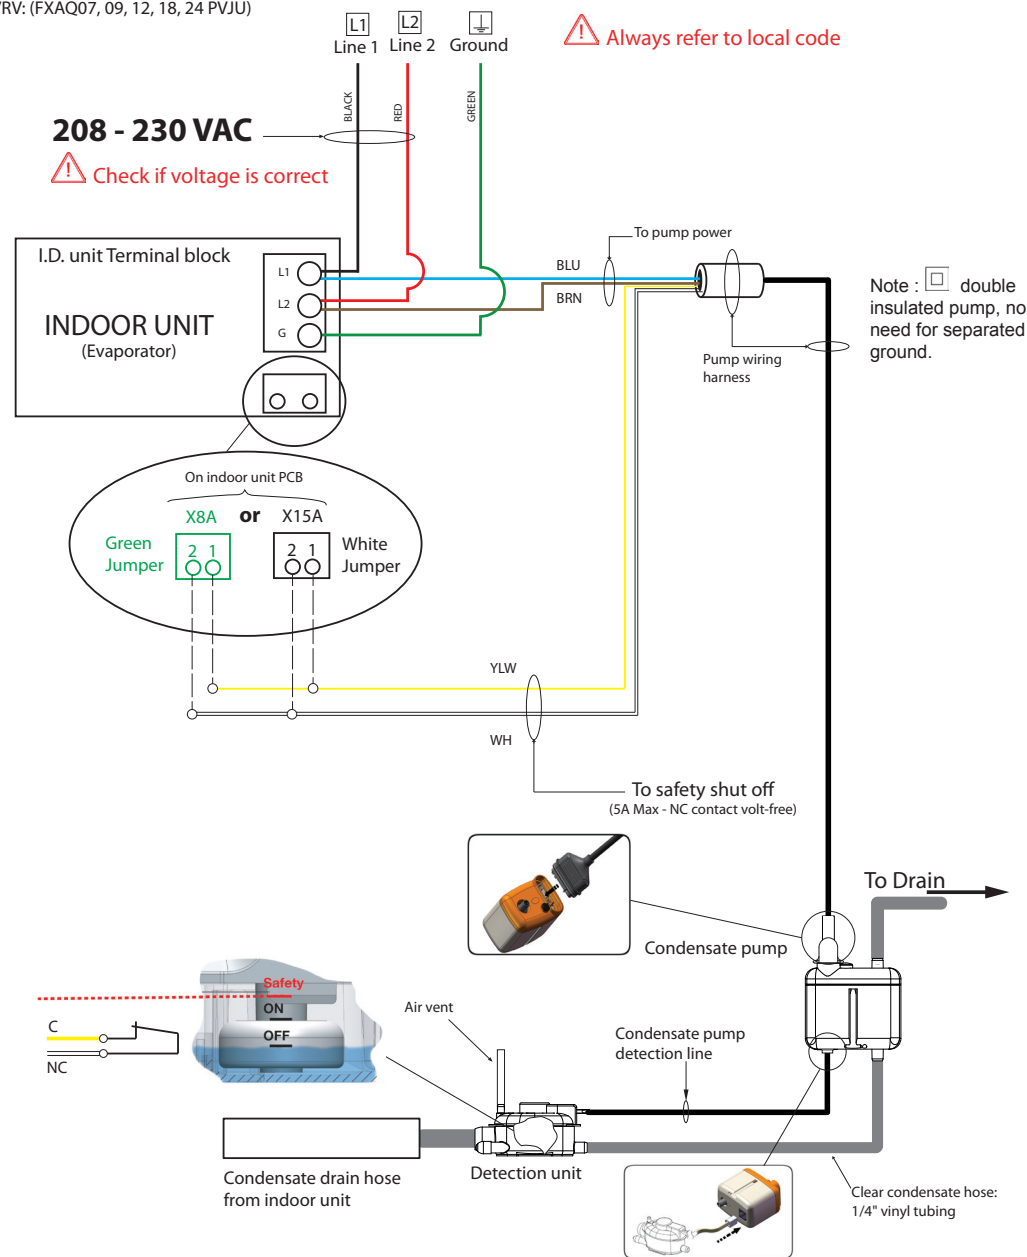 /RV: (FXAQ07, 09, 12, 18, 24 PVJU)
L1
L2
Line 1
Line 2
Ground
Always refer to local code
BLACK
RED
GREEN
208 - 230 VAC
Check if voltage is correct
To pump power
I.D. unit Terminal block
L1
BLU
L2
BRN
G
INDOOR UNIT
(Evaporator)
Note : double
insulated pump, no
need for separated
ground.
Pump wiring
harness
On indoor unit PCB
X8A or X15A
Green
Jumper
2 1
2 1
White
Jumper
YLW
WH
To safety shut off
(5A Max - NC contact volt-free)
To Drain
Condensate pump
Safety
ON
OFF
C
NC
Air vent
Condensate pump
detection line
Condensate drain hose
from indoor unit
Detection unit
Clear condensate hose:
1/4" vinyl tubing